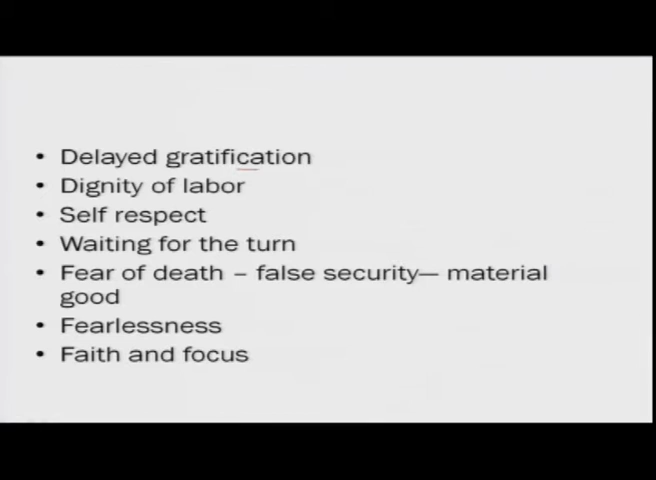 • Delayed gratification
• Dignity of labor
• Self respect
• Waiting for the turn
• Fear of death – false security— material
good
• Fearlessness
• Faith and focus